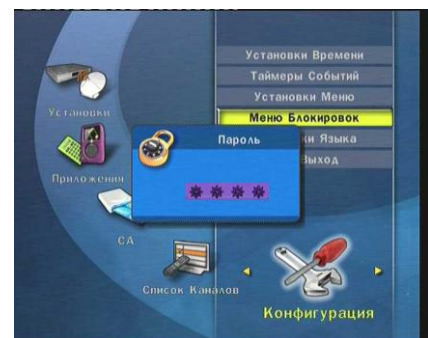 Установки Времени
Таймеры Событий
Установки Меню
Меню Блокировок
ки Языка
Выход
Пароль
Установки
Приложения
CA
Список Каналов
Конфигурация